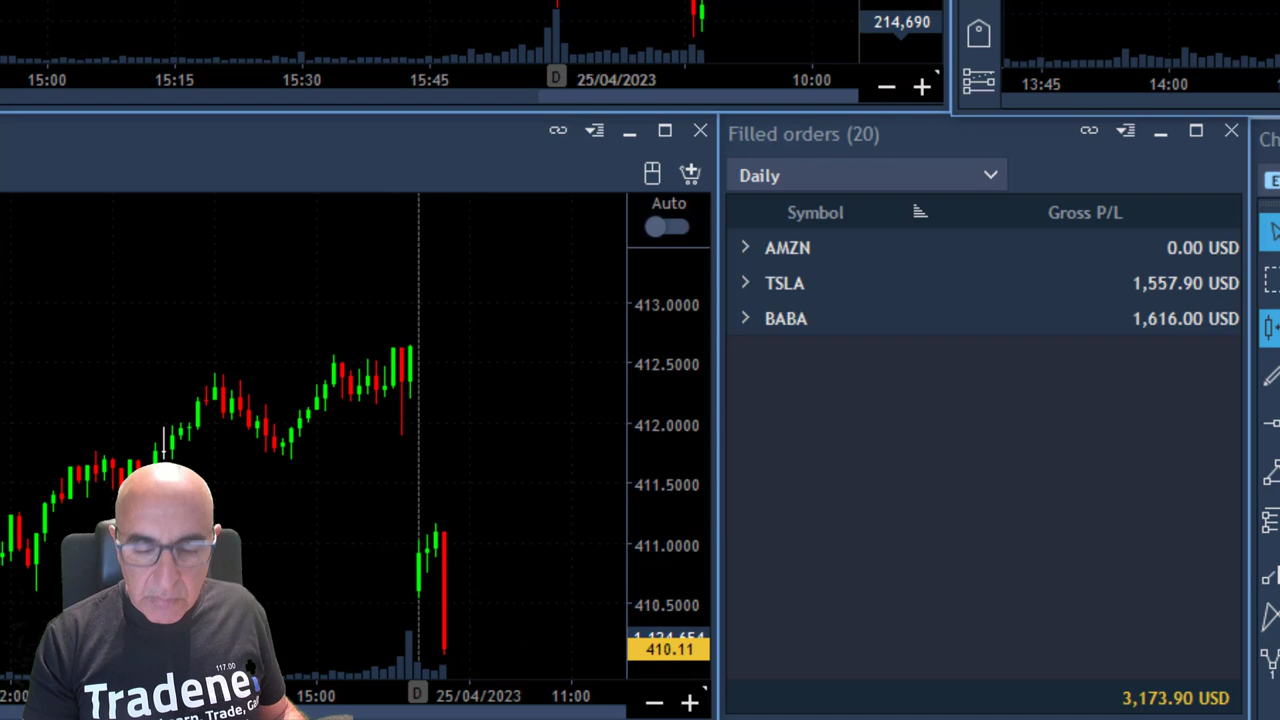 214,690
15:00 15:15 15:30 15:45 D 25/04/2023 10:00
13:45 14:00
Filled orders (20)
Daily
Symbol Gross P/L
AMZN 0.00 USD
TSLA 1,557.90 USD
BABA 1,616.00 USD
3,173.90 USD
Auto
413.0000
412.5000
412.0000
411.5000
411.0000
410.5000
410.11
15:00 D 25/04/2023 11:00
117.00
Tradene
Trade,